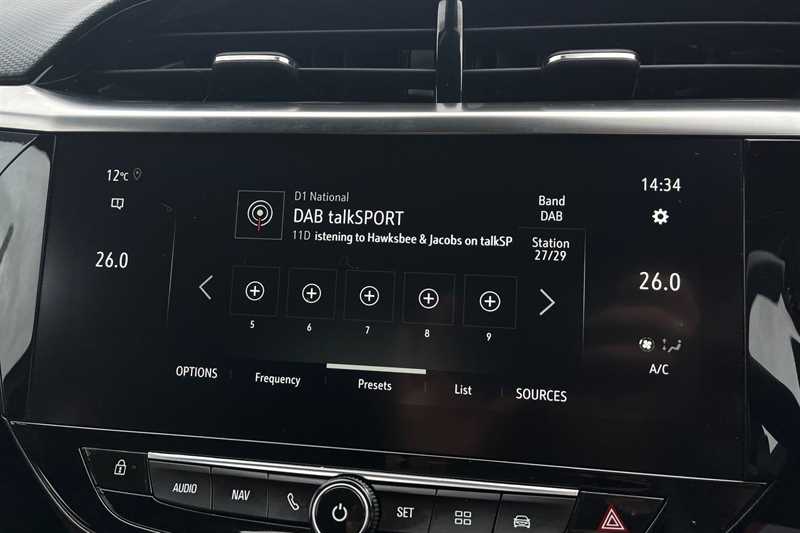 12°C
26.0
D1 National
DAB talkSPORT
11D istening to Hawksbee & Jacobs on talkSP
Band
DAB
Station
27/29
14:34
26.0
A/C
5 6 7 8 9
OPTIONS Frequency Presets List SOURCES
AUDIO NAV SET